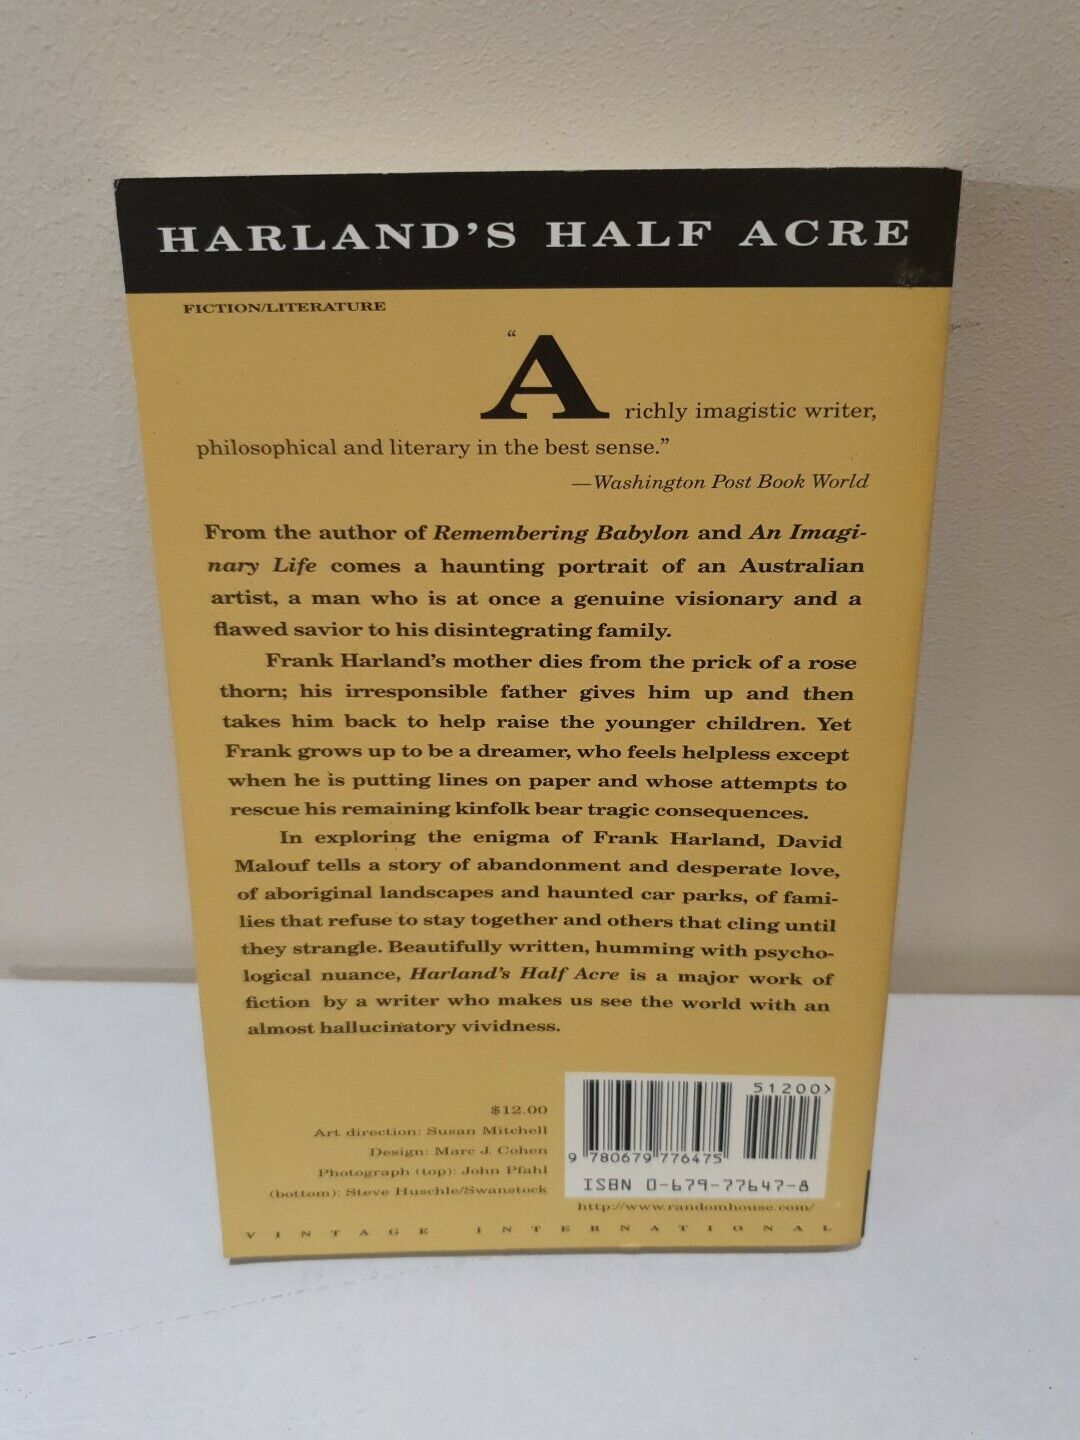 HARLAND'S HALF ACRE
FICTION/LITERATURE
“A richly imagistic writer,
philosophical and literary in the best sense.”
—Washington Post Book World
From the author of Remembering Babylon and An Imagi-
nary Life comes a haunting portrait of an Australian
artist, a man who is at once a genuine visionary and a
flawed savior to his disintegrating family.
Frank Harland's mother dies from the prick of a rose
thorn; his irresponsible father gives him up and then
takes him back to help raise the younger children. Yet
Frank grows up to be a dreamer, who feels helpless except
when he is putting lines on paper and whose attempts to
rescue his remaining kinfolk bear tragic consequences.
In exploring the enigma of Frank Harland, David
Malouf tells a story of abandonment and desperate love,
of aboriginal landscapes and haunted car parks, of fami-
lies that refuse to stay together and others that cling until
they strangle. Beautifully written, humming with psycho-
logical nuance, Harland's Half Acre is a major work of
fiction by a writer who makes us see the world with an
almost hallucinatory vividness.
$12.00
Art direction: Susan Mitchell
Design: Marc J. Cohen
Photograph (top): John Pfahl
(bottom): Steve Huschle/Swanstock
51200>
9 780679 776475
ISBN 0-679-77647-8
http://www.randomhouse.com/
VINTAGE INTERNATIONAL